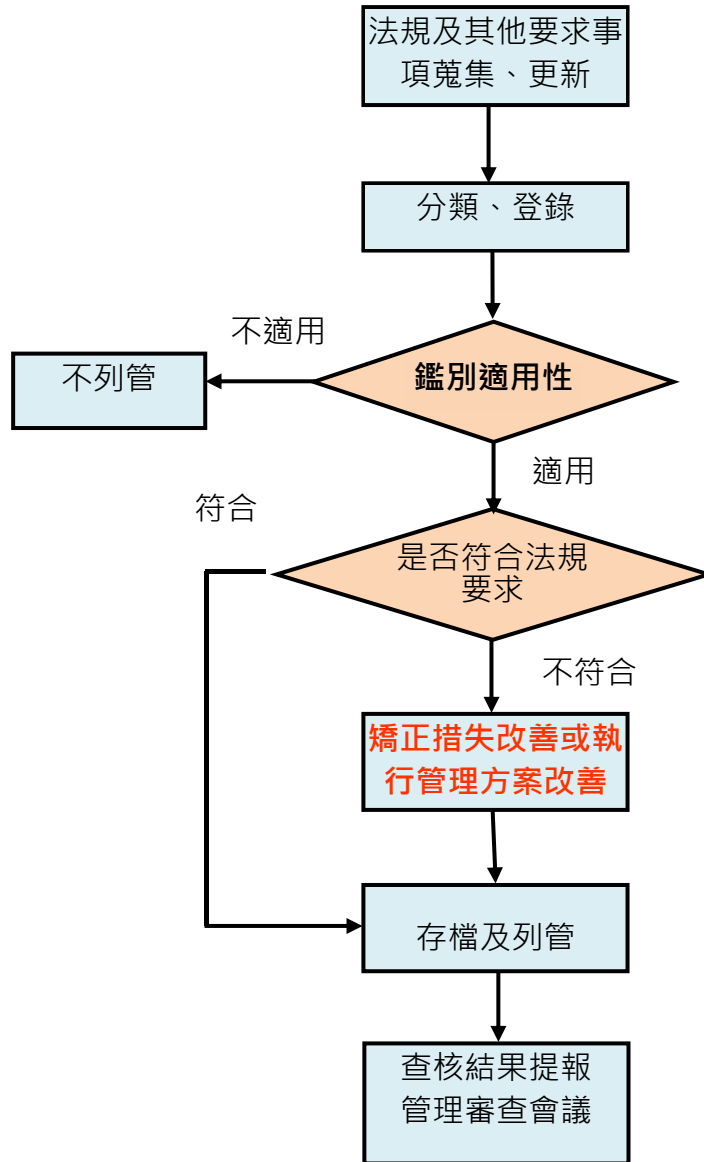 法規及其他要求事
項蒐集、更新
分類、登錄
不適用
不列管
鑑別適用性
適用
符合
是否符合法規
要求
不符合
矯正措失改善或執
行管理方案改善
存檔及列管
查核結果提報
管理審查會議